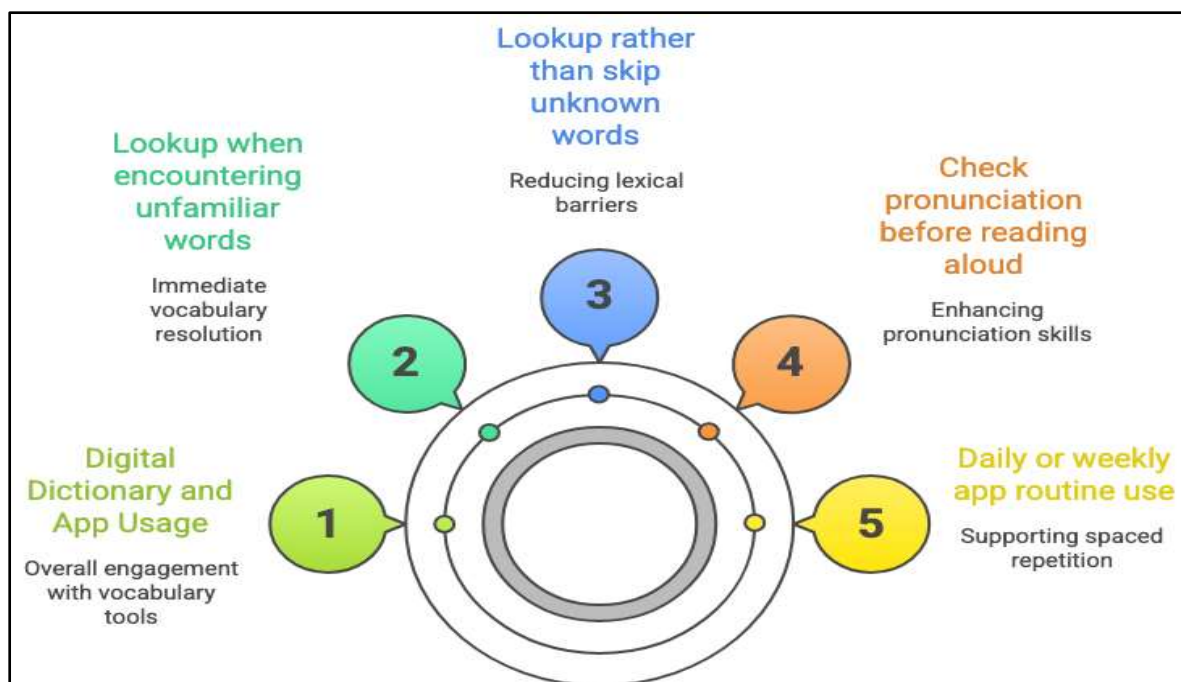 Digital
Dictionary and
App Usage
Overall engagement
with vocabulary
tools
1
Lookup when
encountering
unfamiliar
words
Immediate
vocabulary
resolution
2
Lookup rather
than skip
unknown
words
Reducing lexical
barriers
3
Check
pronunciation
before reading
aloud
Enhancing
pronunciation skills
4
Daily or weekly
app routine use
Supporting spaced
repetition
5